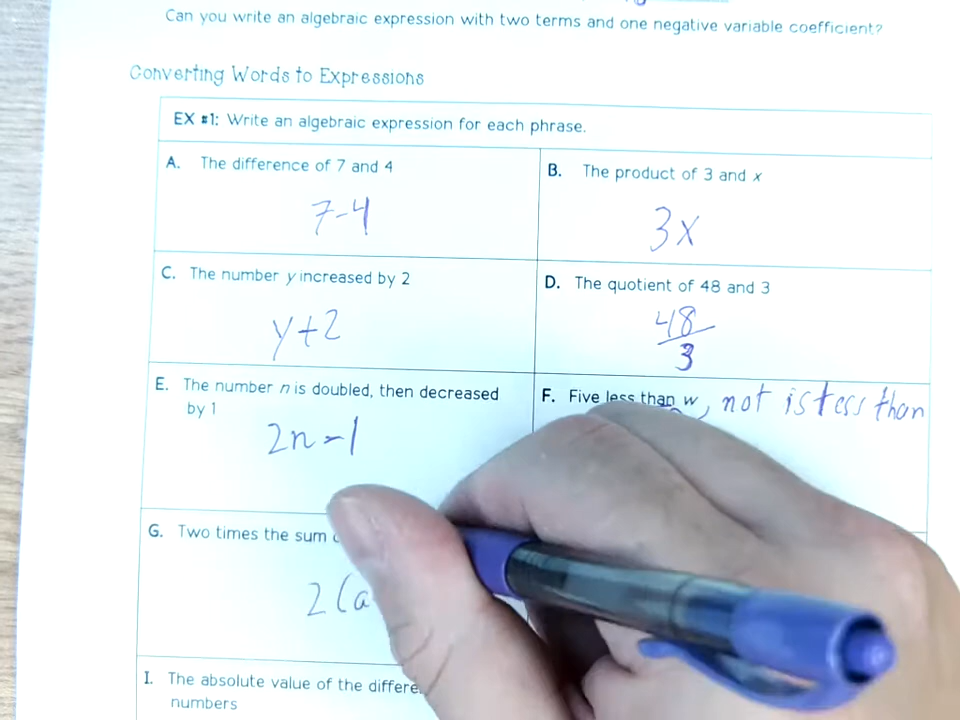 Can you write an algebraic expression with two terms and one negative variable coefficient?
Converting Words to Expressions
EX #1: Write an algebraic expression for each phrase.
A. The difference of 7 and 4
7-4
B. The product of 3 and x
3x
C. The number y increased by 2
y+2
D. The quotient of 48 and 3
48
3
E. The number n is doubled, then decreased
by 1
2n-1
F. Five less than w, not is less than
G. Two times the sum
2(a
I. The absolute value of the differe
numbers